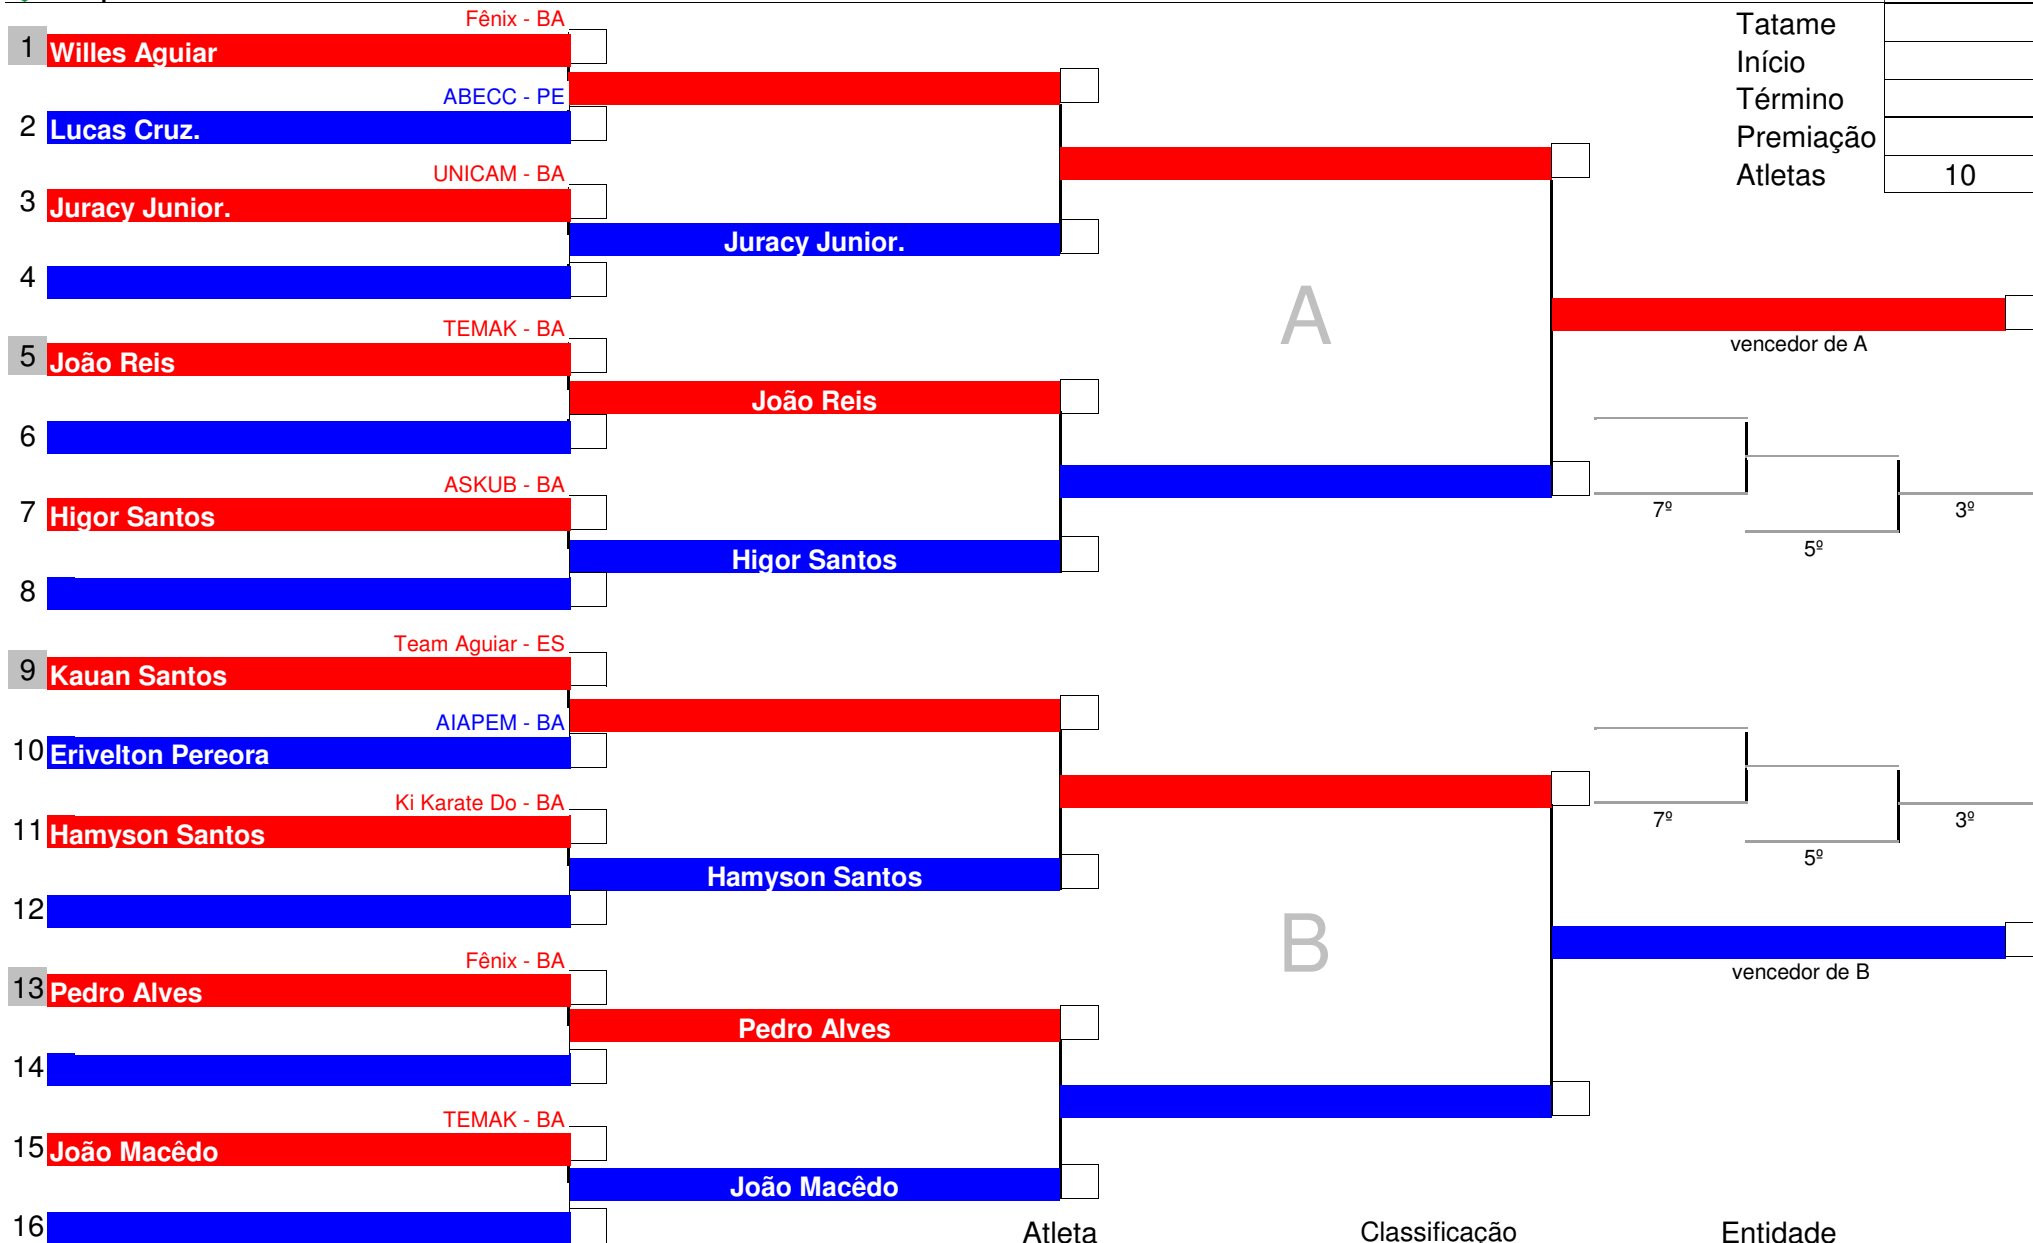 Fênix - BA
1 Willes Aguiar
Tatame
Início
ABECC - PE
Término
2 Lucas Cruz.
Premiação
UNICAM - BA
Atletas 10
3 Juracy Junior.
Juracy Junior.
4
A
TEMAK - BA
vencedor de A
5 João Reis
João Reis
6
ASKUB - BA
7 Higor Santos
7º 3º
5º
Higor Santos
8
Team Aguiar - ES
9 Kauan Santos
AIAPEM - BA
10 Erivelton Pereora
Ki Karate Do - BA
11 Hamyson Santos
7º 3º
5º
Hamyson Santos
12
B
Fênix - BA
vencedor de B
13 Pedro Alves
Pedro Alves
14
TEMAK - BA
15 João Macêdo
João Macêdo
16
Atleta Classificação Entidade